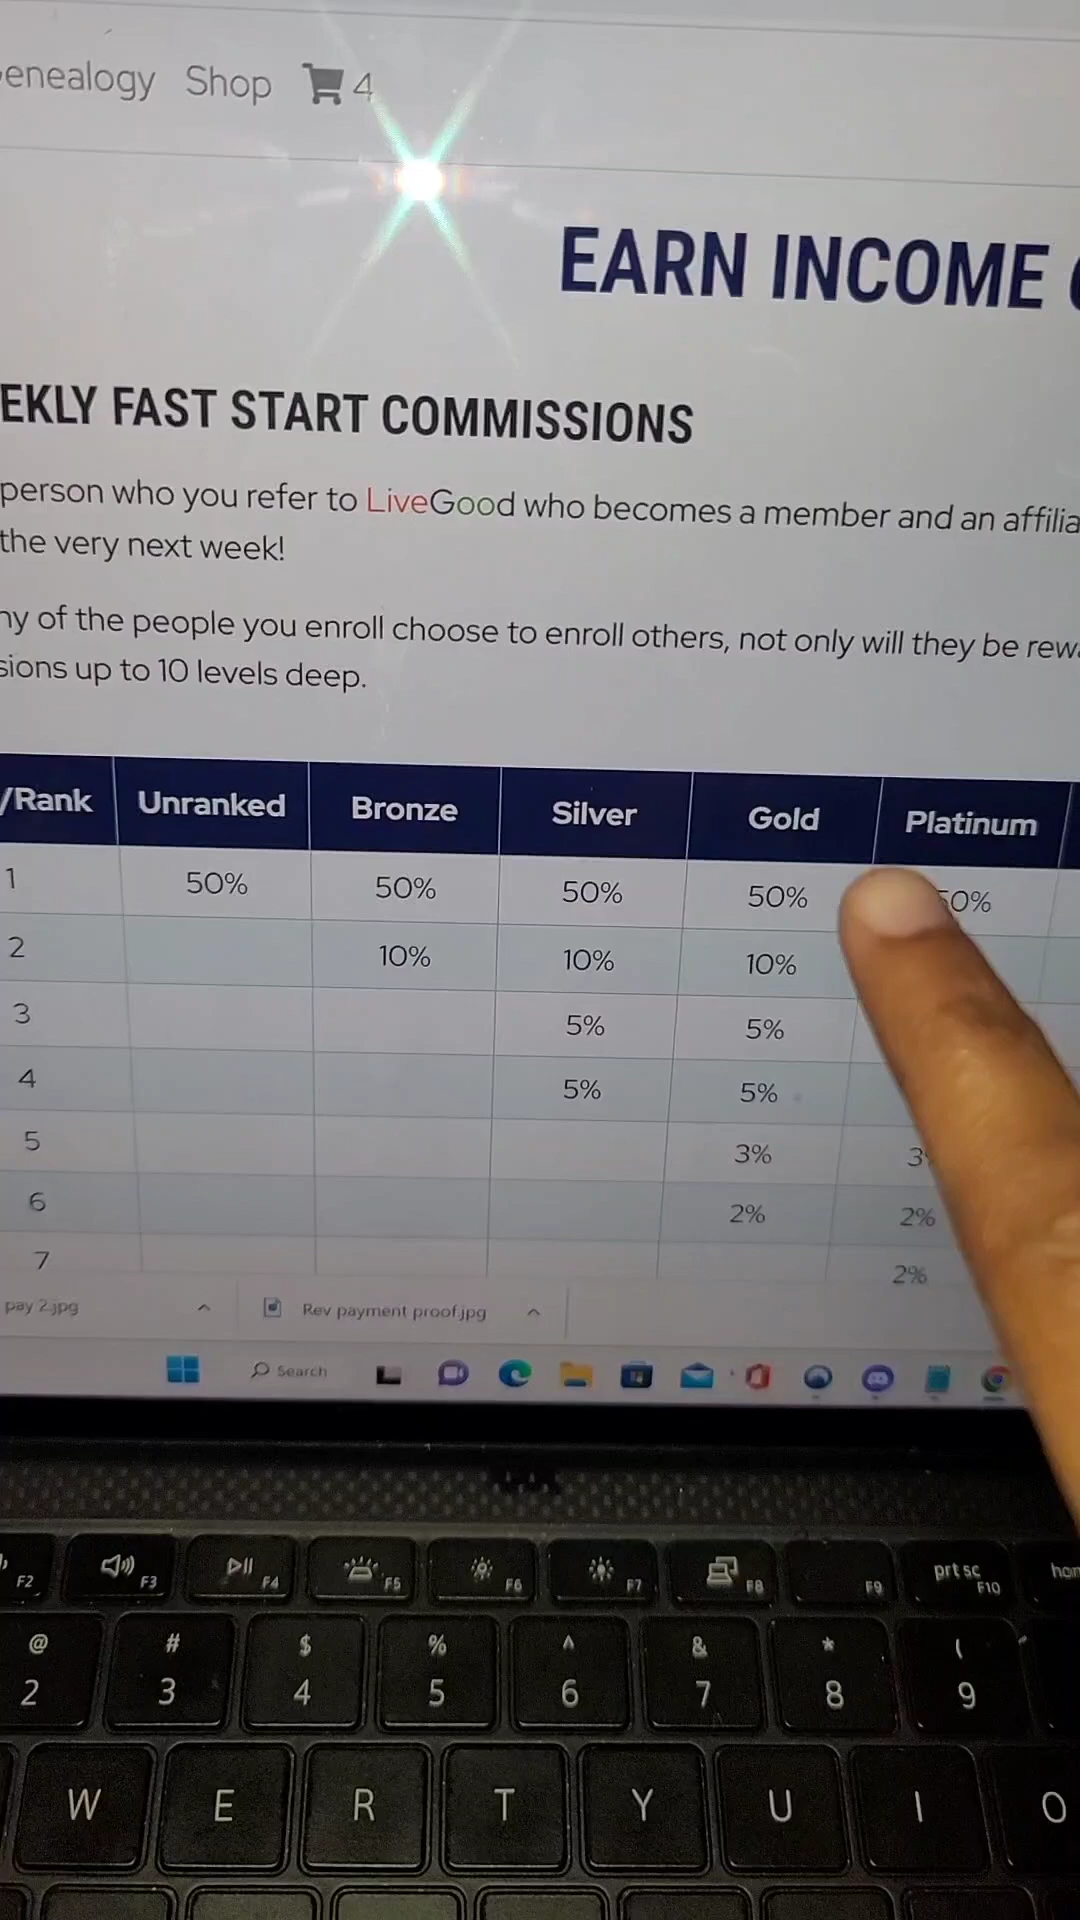 enealogy Shop 4
EARN INCOME
EKLY FAST START COMMISSIONS
person who you refer to LiveGood who becomes a member and an affilia
the very next week!
ny of the people you enroll choose to enroll others, not only will they be rewa
sions up to 10 levels deep.
/Rank Unranked Bronze Silver Gold Platinum
1 50% 50% 50% 50% 50%
2 10% 10% 10%
3 5% 5%
4 5% 5%
5 3% 3
6 2% 2%
7 2%
pay 2.jpg Rev payment proof.jpg
Search
F2 F3 F4 F5 F6 F7 F8 F9 prt sc F10 hom
@ # $ % ^ & * (
2 3 4 5 6 7 8 9
W E R T Y U I O